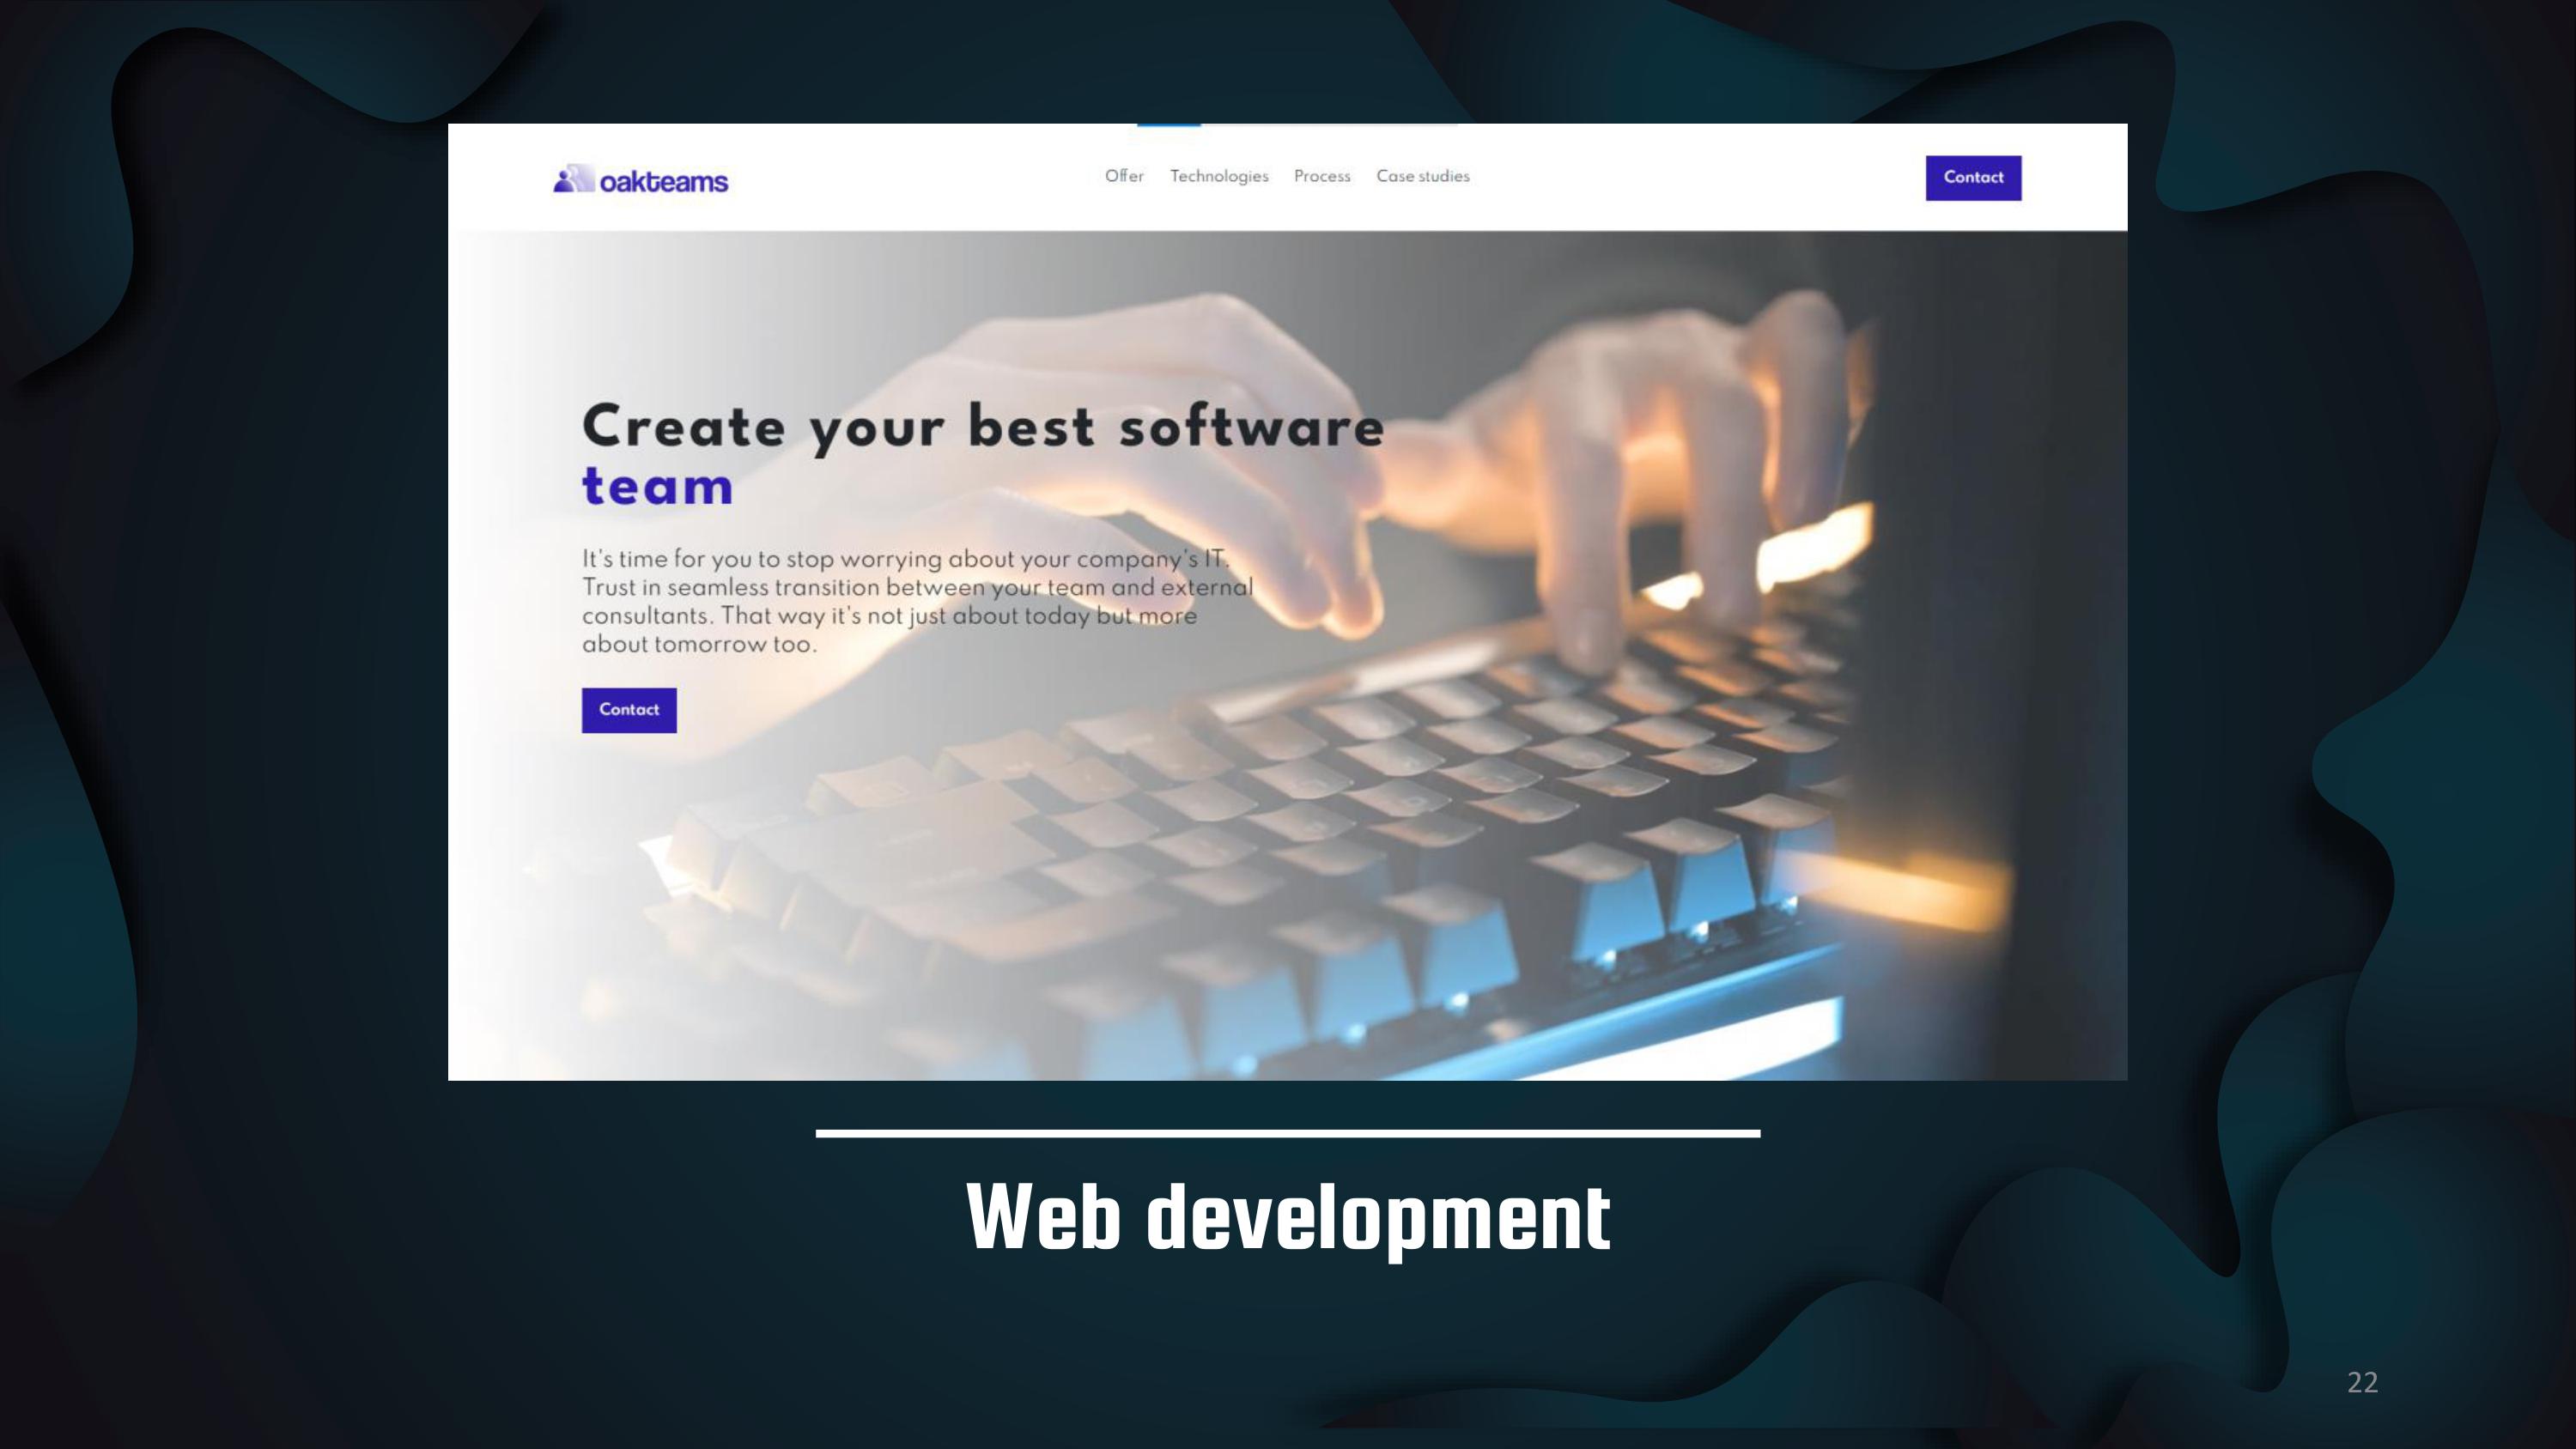 oakteams
Offer Technologies Process Case studies
Contact
Create your best software
team
It's time for you to stop worrying about your company's IT.
Trust in seamless transition between your team and external
consultants. That way it's not just about today but more
about tomorrow too.
Contact
Web development
22